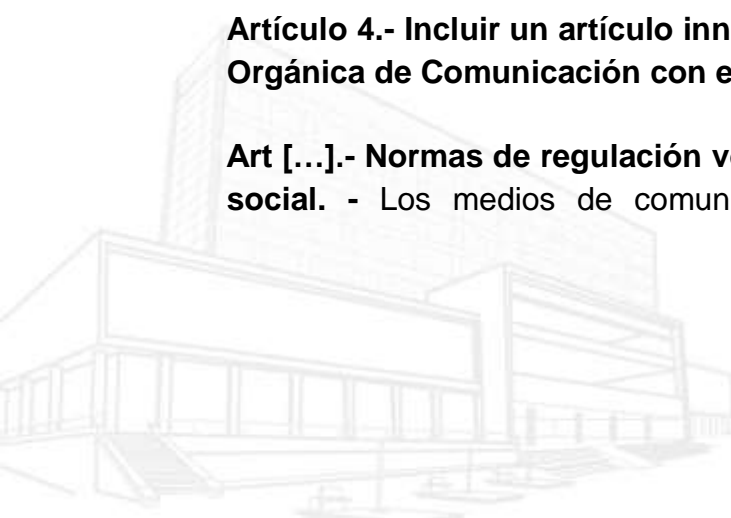 Artículo 4.- Incluir un artículo inn
Orgánica de Comunicación con e
Art […].- Normas de regulación v
social. - Los medios de comun